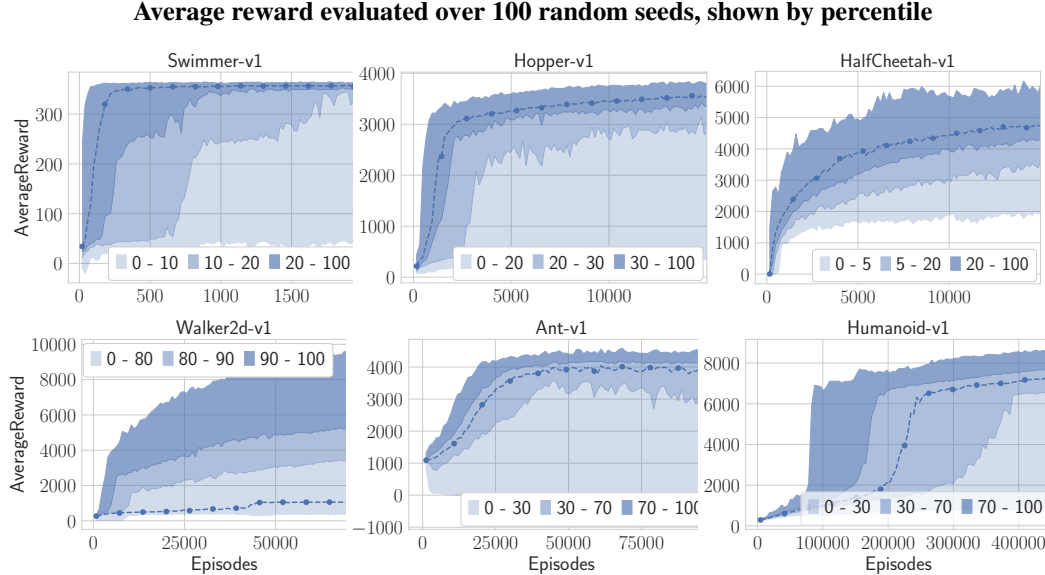 Average reward evaluated over 100 random seeds, shown by percentile
Swimmer-v1
AverageReward
300
200
100
0
0 - 10 10 - 20 20 - 100
0 500 1000 1500
Hopper-v1
4000
3000
2000
1000
0
0 - 20 20 - 30 30 - 100
0 5000 10000
HalfCheetah-v1
6000
5000
4000
3000
2000
1000
0
0 - 5 5 - 20 20 - 100
0 5000 10000
Walker2d-v1
AverageReward
10000
8000
6000
4000
2000
0
0 - 80 80 - 90 90 - 100
0 25000 50000
Episodes
Ant-v1
4000
3000
2000
1000
0
−1000
0 - 30 30 - 70 70 - 100
0 25000 50000 75000
Episodes
Humanoid-v1
8000
6000
4000
2000
0
0 - 30 30 - 70 70 - 100
0 100000 200000 300000 400000
Episodes